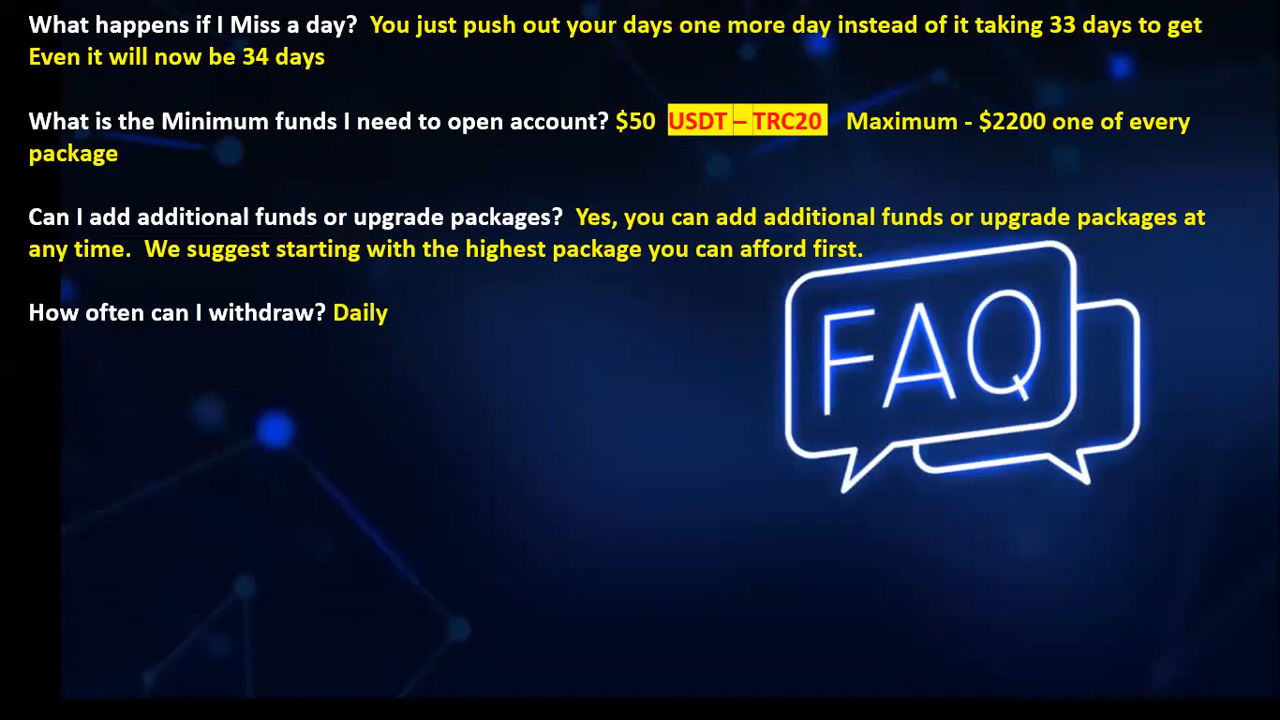 What happens if I Miss a day? You just push out your days one more day instead of it taking 33 days to get
Even it will now be 34 days
What is the Minimum funds I need to open account? $50 USDT – TRC20 Maximum - $2200 one of every
package
Can I add additional funds or upgrade packages? Yes, you can add additional funds or upgrade packages at
any time. We suggest starting with the highest package you can afford first.
How often can I withdraw? Daily
FAQ